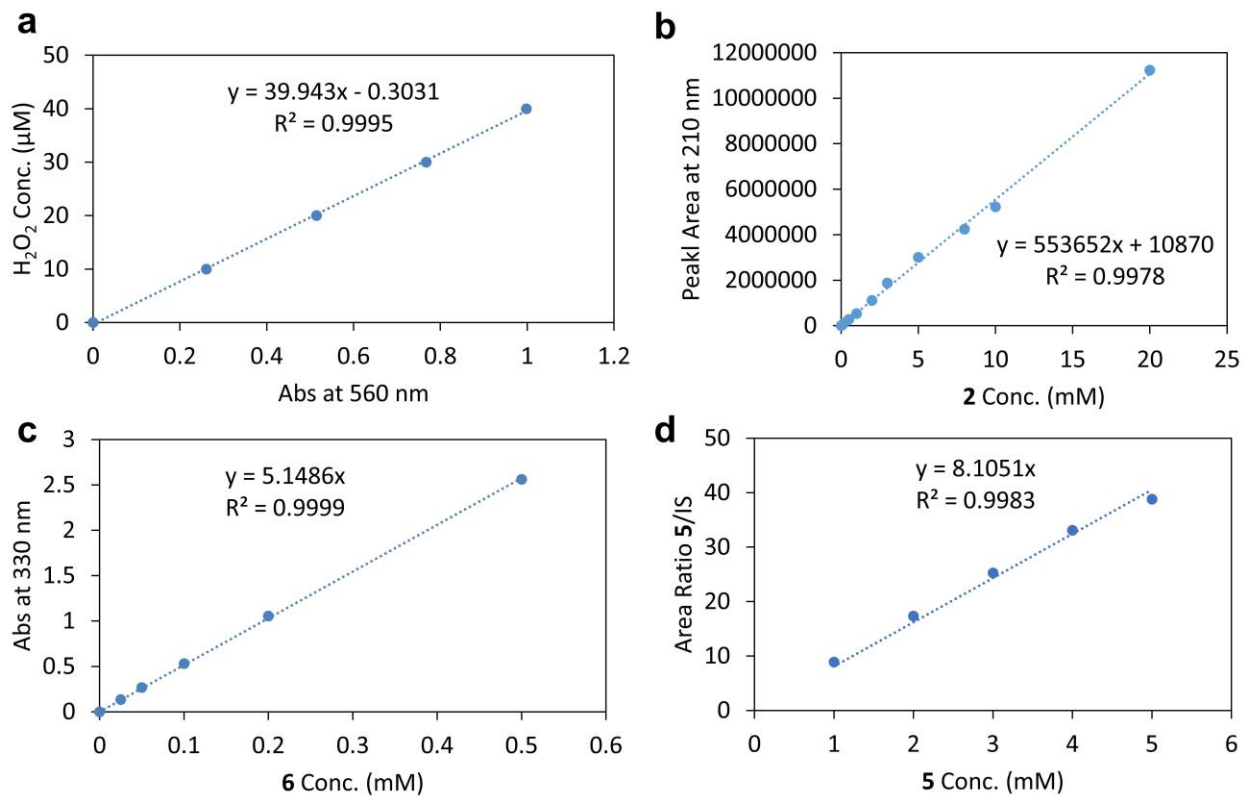 a
50
40
30
20
10
0
H₂O₂ Conc. (µM)
y = 39.943x - 0.3031
R² = 0.9995
0 0.2 0.4 0.6 0.8 1 1.2
Abs at 560 nm
b
12000000
10000000
8000000
6000000
4000000
2000000
0
Peakl Area at 210 nm
y = 553652x + 10870
R² = 0.9978
0 5 10 15 20 25
2 Conc. (mM)
c
3
2.5
2
1.5
1
0.5
0
Abs at 330 nm
y = 5.1486x
R² = 0.9999
0 0.1 0.2 0.3 0.4 0.5 0.6
6 Conc. (mM)
d
50
40
30
20
10
0
Area Ratio 5/IS
y = 8.1051x
R² = 0.9983
0 1 2 3 4 5 6
5 Conc. (mM)